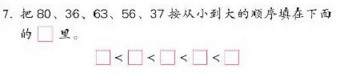 7. 把 80、36、63、56、37 按从小到大的顺序填在下面
的 □ 里。
□ < □ < □ < □ < □